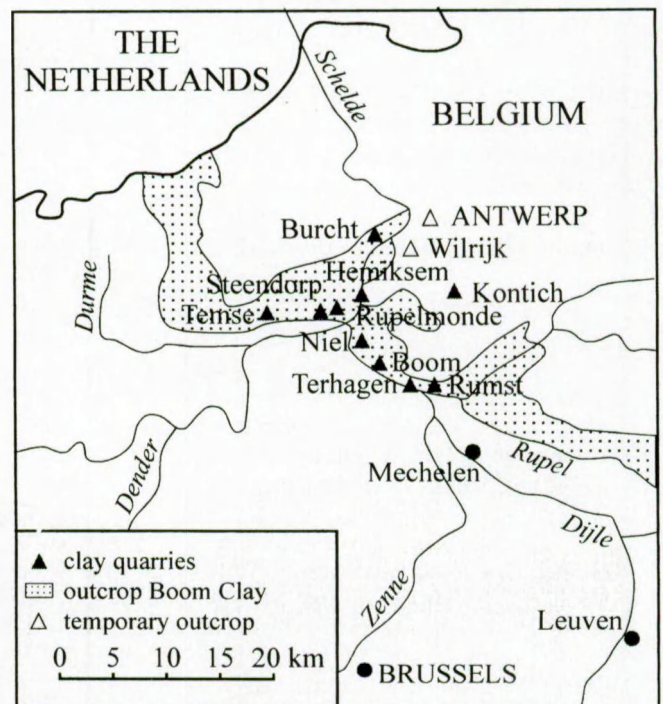 THE
NETHERLANDS
Schelde
BELGIUM
ANTWERP
Burcht
Wilrijk
Hemiksem
Steendorp
Kontich
Durme
Temse
Rupelmonde
Niel
Boom
Terhagen
Rumst
Mechelen
Rupel
Dender
Dijle
Zenne
Leuven
BRUSSELS
clay quarries
outcrop Boom Clay
temporary outcrop
0 5 10 15 20 km